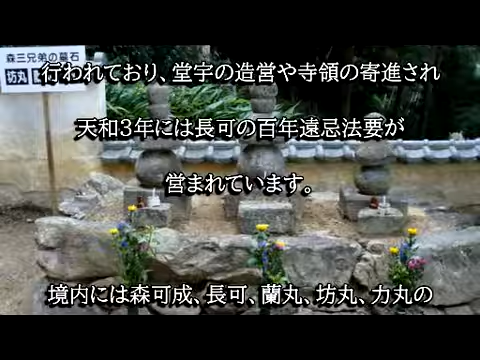 森三兄弟の墓石
坊丸
行われており、堂宇の造営や寺領の寄進され
天和3年には長可の百年遠忌法要が
営まれています。
境内には森可成、長可、蘭丸、坊丸、力丸の